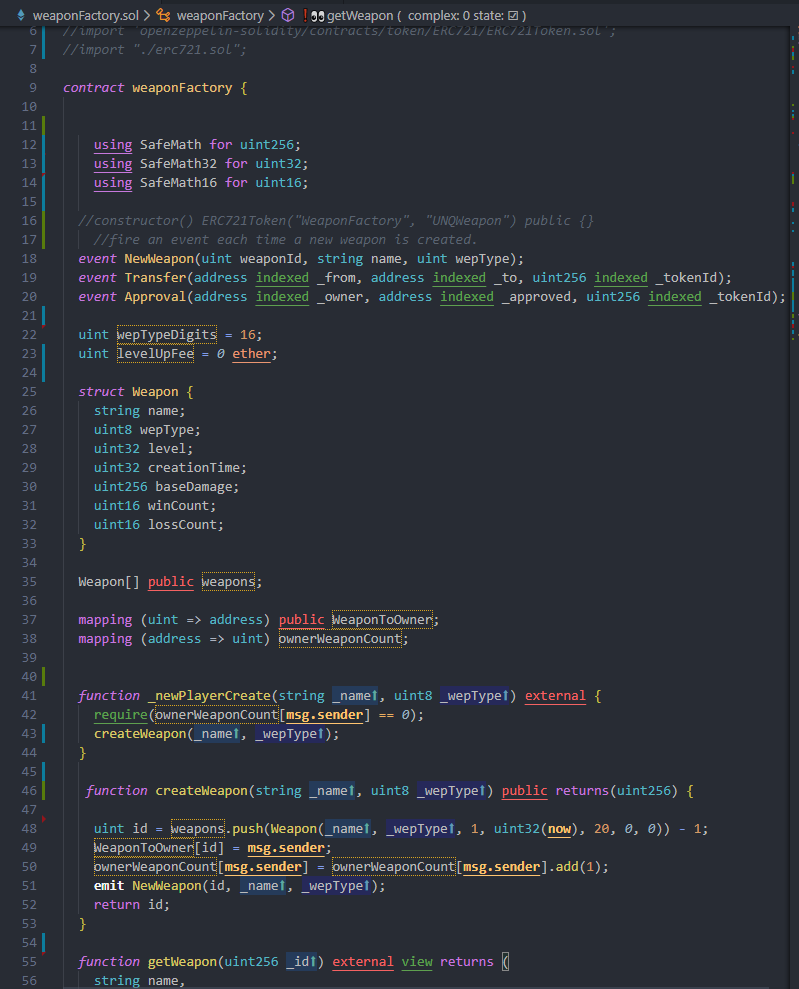 weaponFactory.sol > weaponFactory > getWeapon ( complex: 0 state: ☑ )
6 //import 'openzeppelin-solidity/contracts/token/ERC721/ERC721Token.sol';
7 //import "./erc721.sol";
8
9 contract weaponFactory {
10
11
12 using SafeMath for uint256;
13 using SafeMath32 for uint32;
14 using SafeMath16 for uint16;
15
16 //constructor() ERC721Token("WeaponFactory", "UNQWeapon") public {}
17 //fire an event each time a new weapon is created.
18 event NewWeapon(uint weaponId, string name, uint wepType);
19 event Transfer(address indexed _from, address indexed _to, uint256 indexed _tokenId);
20 event Approval(address indexed _owner, address indexed _approved, uint256 indexed _tokenId);
21
22 uint wepTypeDigits = 16;
23 uint levelUpFee = 0 ether;
24
25 struct Weapon {
26 string name;
27 uint8 wepType;
28 uint32 level;
29 uint32 creationTime;
30 uint256 baseDamage;
31 uint16 winCount;
32 uint16 lossCount;
33 }
34
35 Weapon[] public weapons;
36
37 mapping (uint => address) public WeaponToOwner;
38 mapping (address => uint) ownerWeaponCount;
39
40
41 function _newPlayerCreate(string _name↑, uint8 _wepType↑) external {
42 require(ownerWeaponCount[msg.sender] == 0);
43 createWeapon(_name↑, _wepType↑);
44 }
45
46 function createWeapon(string _name↑, uint8 _wepType↑) public returns(uint256) {
47
48 uint id = weapons.push(Weapon(_name↑, _wepType↑, 1, uint32(now), 20, 0, 0)) - 1;
49 WeaponToOwner[id] = msg.sender;
50 ownerWeaponCount[msg.sender] = ownerWeaponCount[msg.sender].add(1);
51 emit NewWeapon(id, _name↑, _wepType↑);
52 return id;
53 }
54
55 function getWeapon(uint256 _id↑) external view returns (
56 string name,